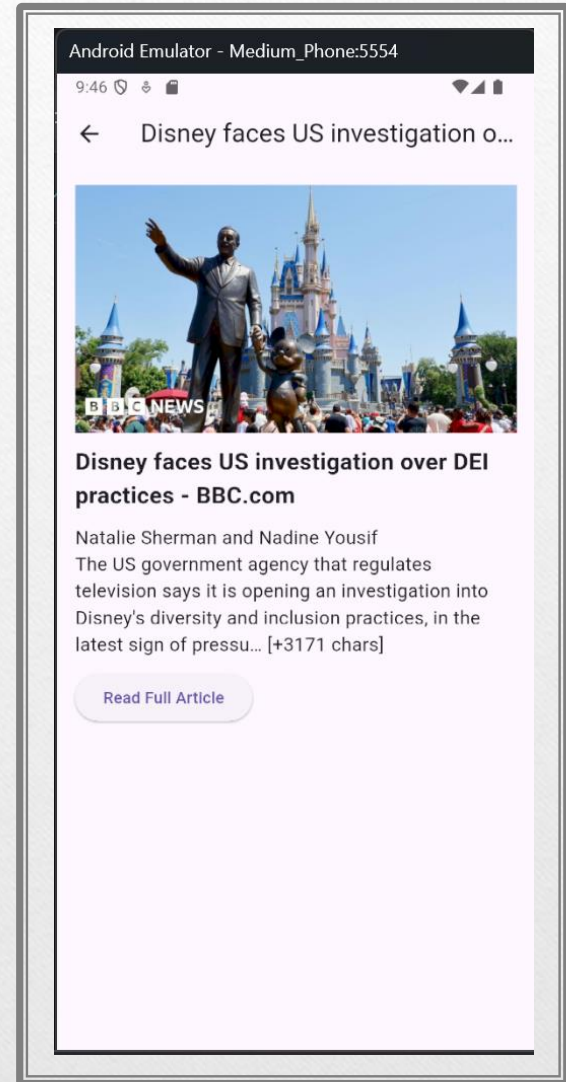 Android Emulator - Medium_Phone:5554
9:46
Disney faces US investigation o...
BBC NEWS
Disney faces US investigation over DEI
practices - BBC.com
Natalie Sherman and Nadine Yousif
The US government agency that regulates
television says it is opening an investigation into
Disney's diversity and inclusion practices, in the
latest sign of pressu… [+3171 chars]
Read Full Article